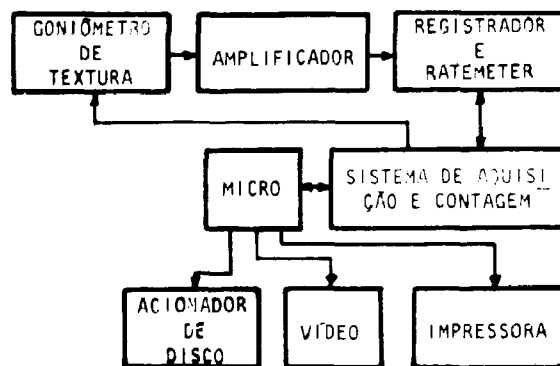 GONIÔMETRO
DE
TEXTURA
AMPLIFICADOR
REGISTRADOR
E
RATEMETER
MICRO
SISTEMA DE AQUISI
ÇÃO E CONTAGEM
ACIONADOR
DE
DISCO
VÍDEO
IMPRESSORA